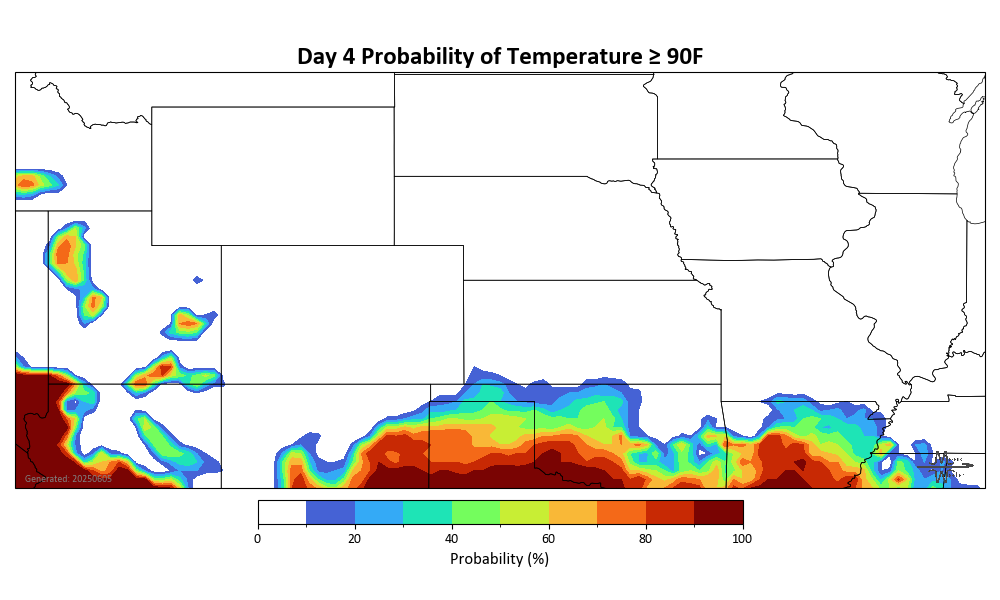 Day 4 Probability of Temperature ≥ 90F
Generated: 20250605
0 20 40 60 80 100
Probability (%)